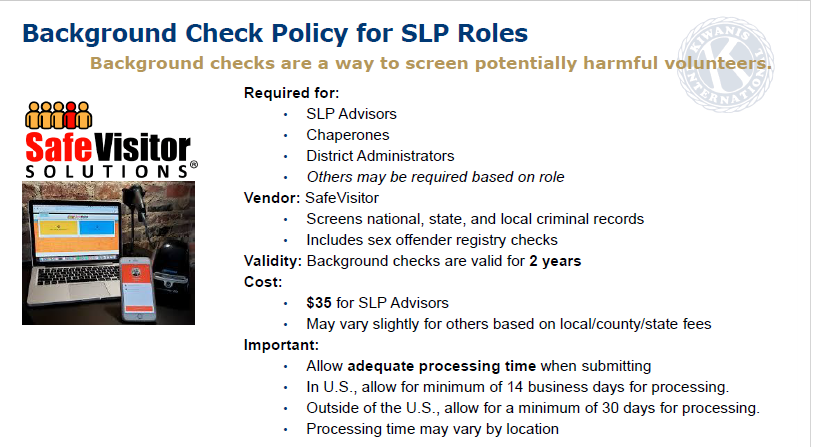 Background Check Policy for SLP Roles
Background checks are a way to screen potentially harmful volunteers.
KIWANIS
INTERNATIONAL
K
SafeVisitor
SOLUTIONS®
Required for:
• SLP Advisors
• Chaperones
• District Administrators
• Others may be required based on role
Vendor: SafeVisitor
• Screens national, state, and local criminal records
• Includes sex offender registry checks
Validity: Background checks are valid for 2 years
Cost:
• $35 for SLP Advisors
• May vary slightly for others based on local/county/state fees
Important:
• Allow adequate processing time when submitting
• In U.S., allow for minimum of 14 business days for processing.
• Outside of the U.S., allow for a minimum of 30 days for processing.
• Processing time may vary by location